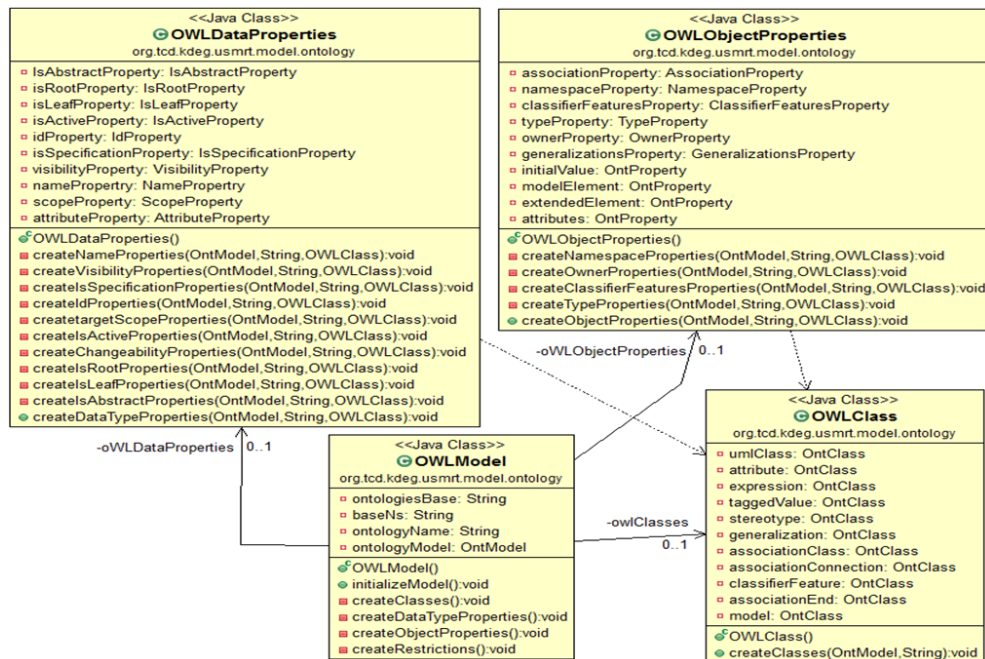 <<Java Class>>
OWLDataProperties
org.tcd.kdeg.usmrt.model.ontology
IsAbstractProperty: IsAbstractProperty
isRootProperty: IsRootProperty
isLeafProperty: IsLeafProperty
isActiveProperty: IsActiveProperty
idProperty: IdProperty
isSpecificationProperty: IsSpecificationProperty
visibilityProperty: VisibilityProperty
namePropertry: NamePropertry
scopeProperty: ScopeProperty
attributeProperty: AttributeProperty
OWLDataProperties()
createNameProperties(OntModel,String,OWLClass):void
createVisibilityProperties(OntModel,String,OWLClass):void
createIsSpecificationProperties(OntModel,String,OWLClass):void
createIdProperties(OntModel,String,OWLClass):void
createtargetScopeProperties(OntModel,String,OWLClass):void
createIsActiveProperties(OntModel,String,OWLClass):void
createChangeabilityProperties(OntModel,String,OWLClass):void
createIsRootProperties(OntModel,String,OWLClass):void
createIsLeafProperties(OntModel,String,OWLClass):void
createIsAbstractProperties(OntModel,String,OWLClass):void
createDataTypeProperties(OntModel,String,OWLClass):void
<<Java Class>>
OWLObjectProperties
org.tcd.kdeg.usmrt.model.ontology
associationProperty: AssociationProperty
namespaceProperty: NamespaceProperty
classifierFeaturesProperty: ClassifierFeaturesProperty
typeProperty: TypeProperty
ownerProperty: OwnerProperty
generalizationsProperty: GeneralizationsProperty
initialValue: OntProperty
modelElement: OntProperty
extendedElement: OntProperty
attributes: OntProperty
OWLObjectProperties()
createNamespaceProperties(OntModel,String,OWLClass):void
createOwnerProperties(OntModel,String,OWLClass):void
createClassifierFeaturesProperties(OntModel,String,OWLClass):void
createTypeProperties(OntModel,String,OWLClass):void
createObjectProperties(OntModel,String,OWLClass):void
-oWLObjectProperties 0..1
-oWLDataProperties 0..1
<<Java Class>>
OWLModel
org.tcd.kdeg.usmrt.model.ontology
ontologiesBase: String
baseNs: String
ontologyName: String
ontologyModel: OntModel
OWLModel()
initializeModel():void
createClasses():void
createDataTypeProperties():void
createObjectProperties():void
createRestrictions():void
-owlClasses
0..1
<<Java Class>>
OWLClass
org.tcd.kdeg.usmrt.model.ontology
umlClass: OntClass
attribute: OntClass
expression: OntClass
taggedValue: OntClass
stereotype: OntClass
generalization: OntClass
associationClass: OntClass
associationConnection: OntClass
classifierFeature: OntClass
associationEnd: OntClass
model: OntClass
OWLClass()
createClasses(OntModel,String):void